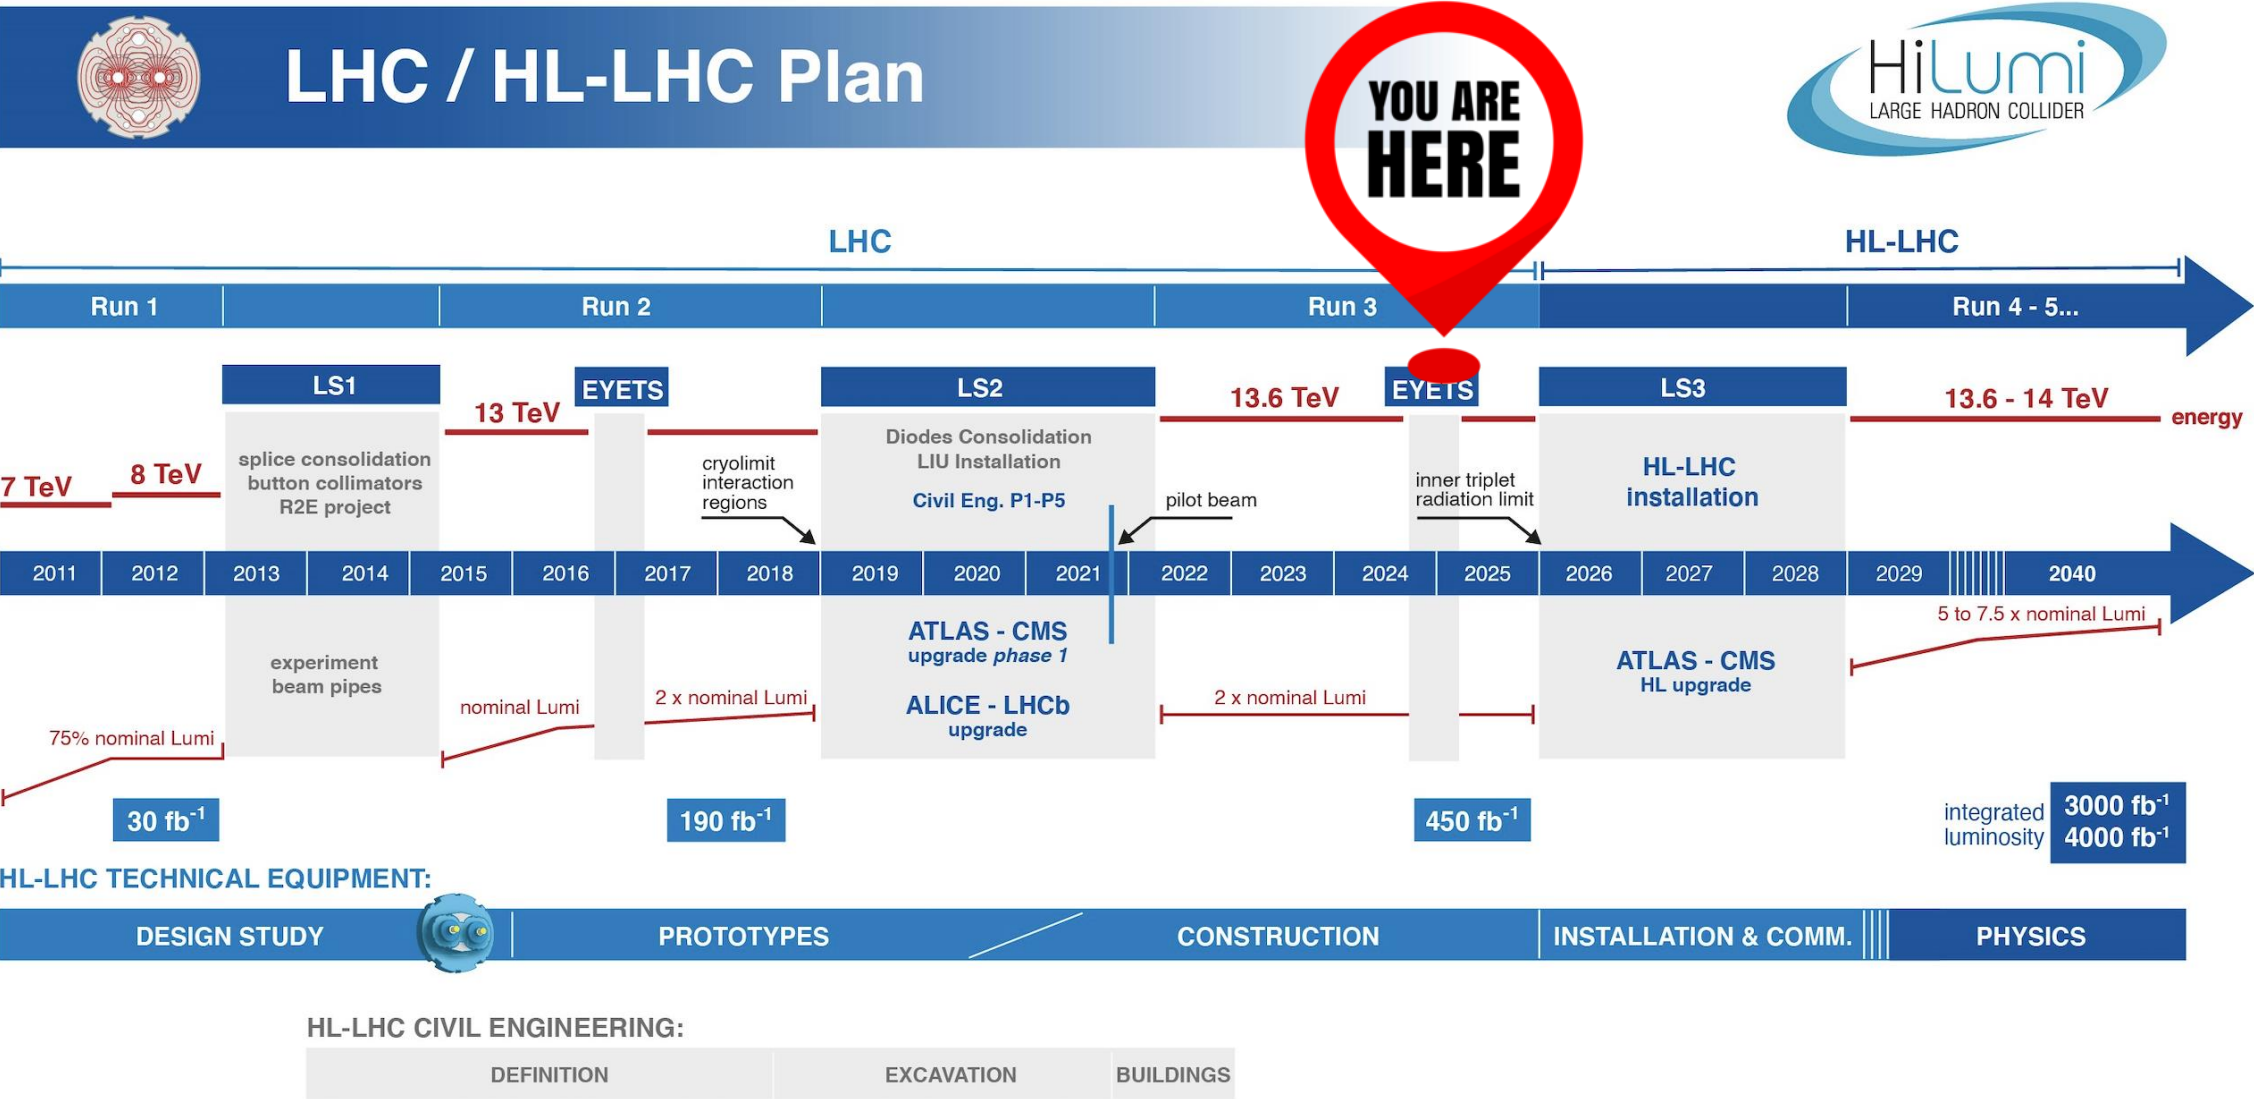 LHC / HL-LHC Plan
YOU ARE
HERE
HiLumi
LARGE HADRON COLLIDER
LHC
HL-LHC
Run 1
Run 2
Run 3
Run 4 - 5...
LS1
EYETS
LS2
EYETS
LS3
7 TeV
8 TeV
13 TeV
13.6 TeV
13.6 - 14 TeV
energy
splice consolidation
button collimators
R2E project
cryolimit
interaction
regions
Diodes Consolidation
LIU Installation
Civil Eng. P1-P5
pilot beam
inner triplet
radiation limit
HL-LHC
installation
2011
2012
2013
2014
2015
2016
2017
2018
2019
2020
2021
2022
2023
2024
2025
2026
2027
2028
2029
2040
experiment
beam pipes
ATLAS - CMS
upgrade phase 1
ALICE - LHCb
upgrade
ATLAS - CMS
HL upgrade
75% nominal Lumi
nominal Lumi
2 x nominal Lumi
2 x nominal Lumi
5 to 7.5 x nominal Lumi
30 fb-1
190 fb-1
450 fb-1
integrated
luminosity
3000 fb-1
4000 fb-1
HL-LHC TECHNICAL EQUIPMENT:
DESIGN STUDY
PROTOTYPES
CONSTRUCTION
INSTALLATION & COMM.
PHYSICS
HL-LHC CIVIL ENGINEERING:
DEFINITION
EXCAVATION
BUILDINGS